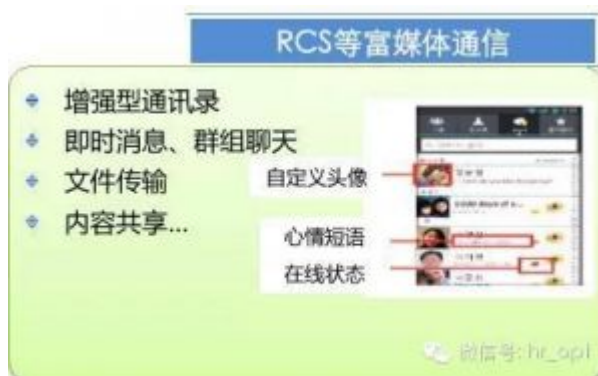 RCS等富媒体通信
增强型通讯录
即时消息、群组聊天
文件传输
内容共享...
自定义头像
心情短语
在线状态
微信号: hr_opt